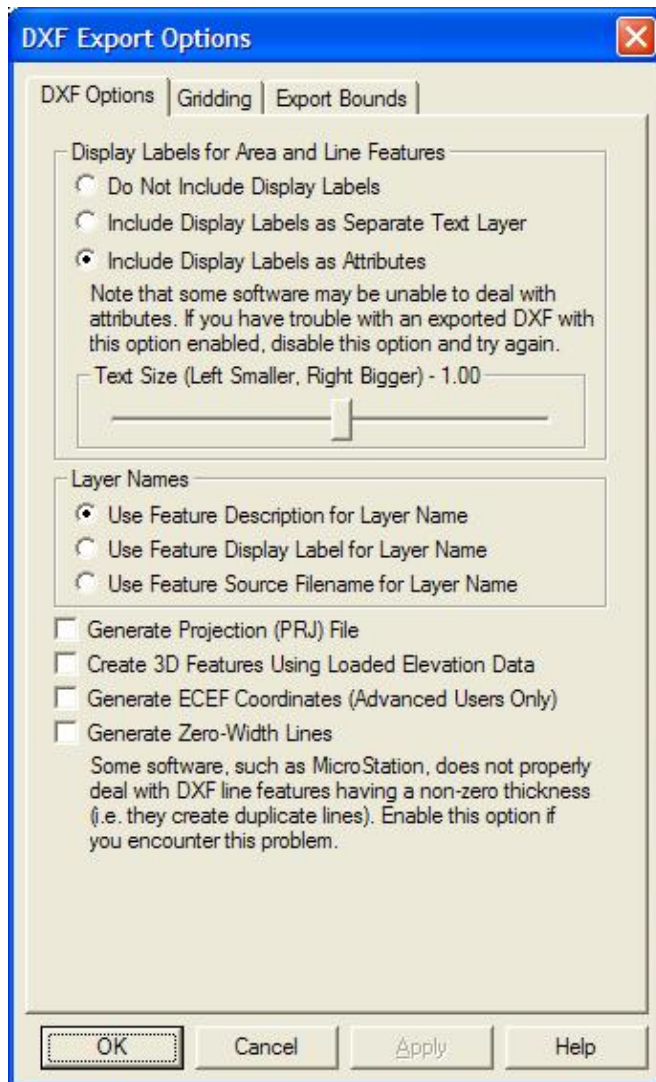 DXF Export Options
DXF Options Gridding Export Bounds
Display Labels for Area and Line Features
Do Not Include Display Labels
Include Display Labels as Separate Text Layer
Include Display Labels as Attributes
Note that some software may be unable to deal with
attributes. If you have trouble with an exported DXF with
this option enabled, disable this option and try again.
Text Size (Left Smaller, Right Bigger) - 1.00
Layer Names
Use Feature Description for Layer Name
Use Feature Display Label for Layer Name
Use Feature Source Filename for Layer Name
Generate Projection (PRJ) File
Create 3D Features Using Loaded Elevation Data
Generate ECEF Coordinates (Advanced Users Only)
Generate Zero-Width Lines
Some software, such as MicroStation, does not properly
deal with DXF line features having a non-zero thickness
(i.e. they create duplicate lines). Enable this option if
you encounter this problem.
OK Cancel Apply Help